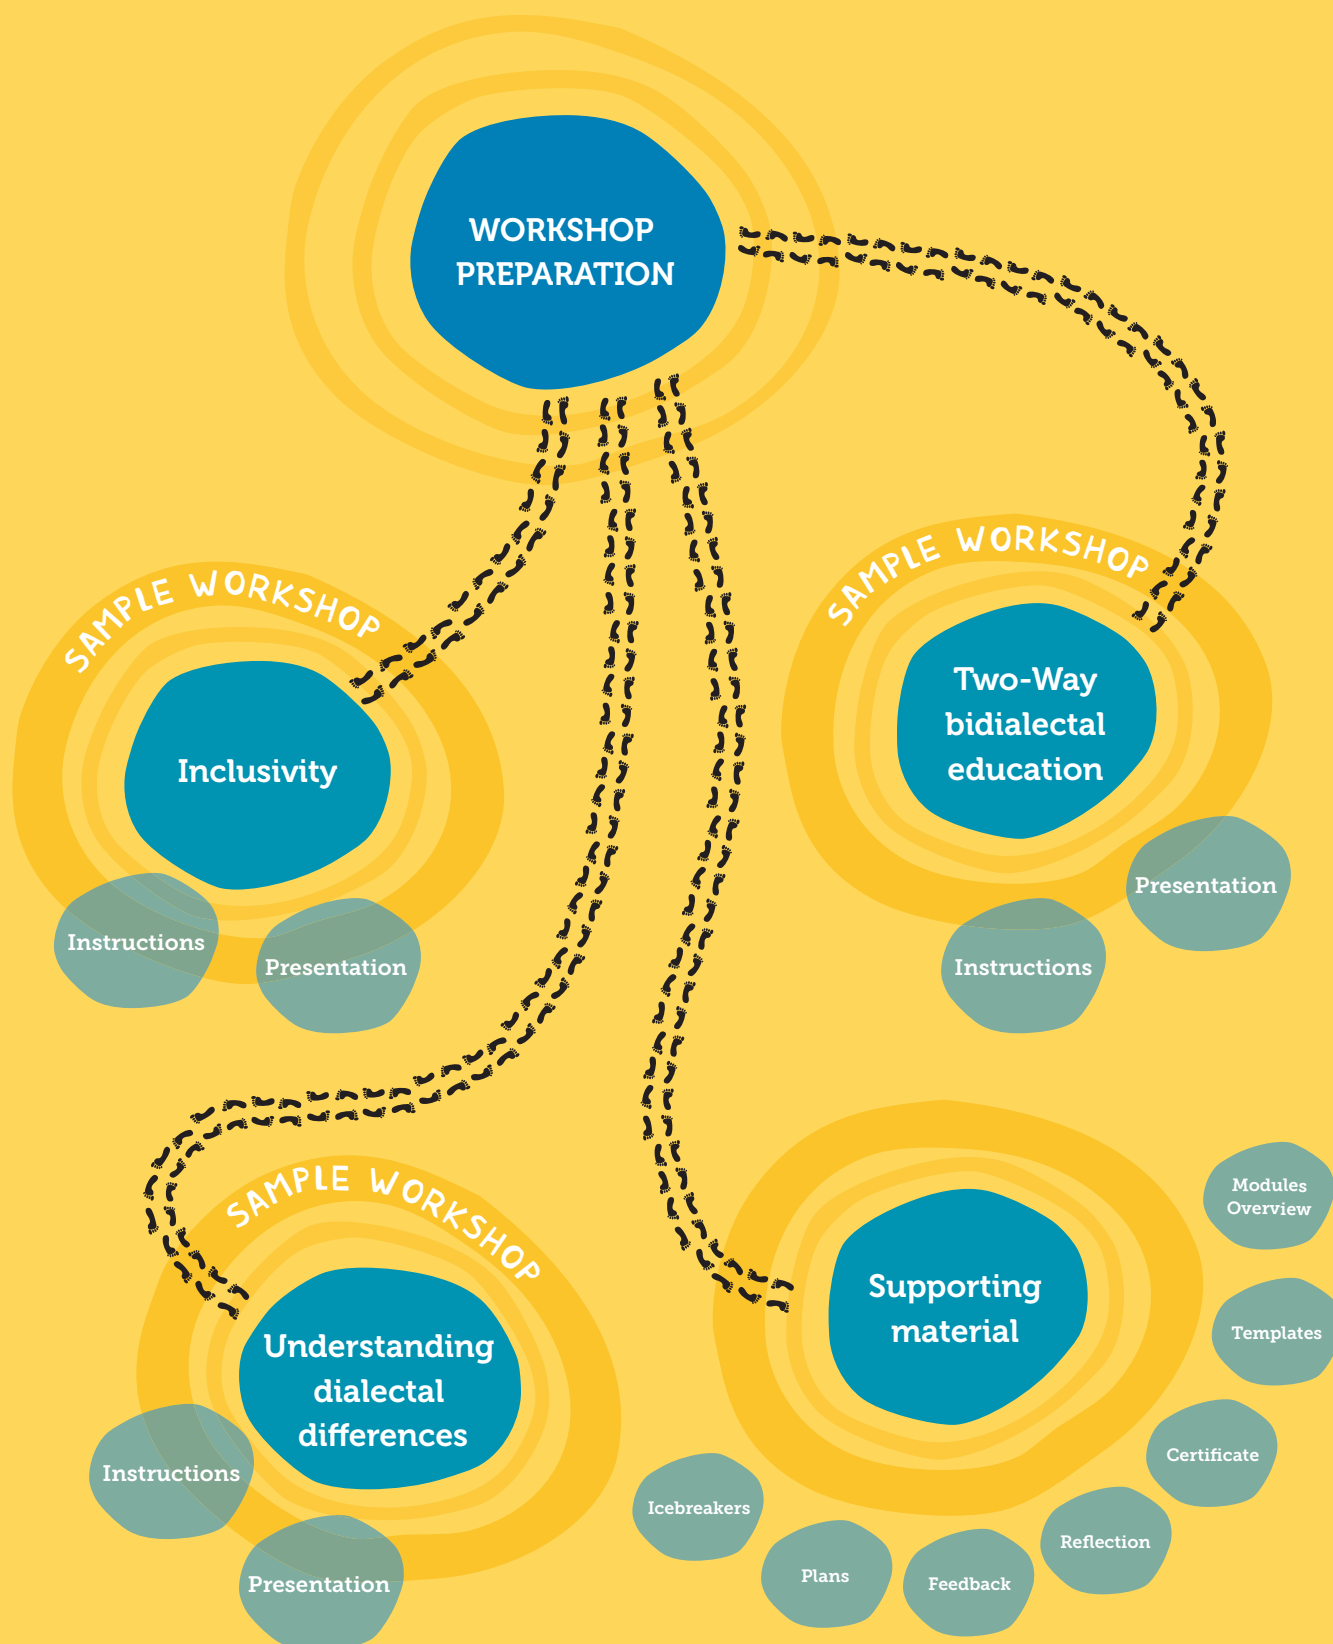 WORKSHOP
PREPARATION
SAMPLE WORKSHOP
Inclusivity
Instructions
Presentation
SAMPLE WORKSHOP
Two-Way
bidialectal
education
Presentation
Instructions
SAMPLE WORKSHOP
Understanding
dialectal
differences
Instructions
Presentation
Supporting
material
Modules
Overview
Templates
Certificate
Reflection
Feedback
Plans
Icebreakers